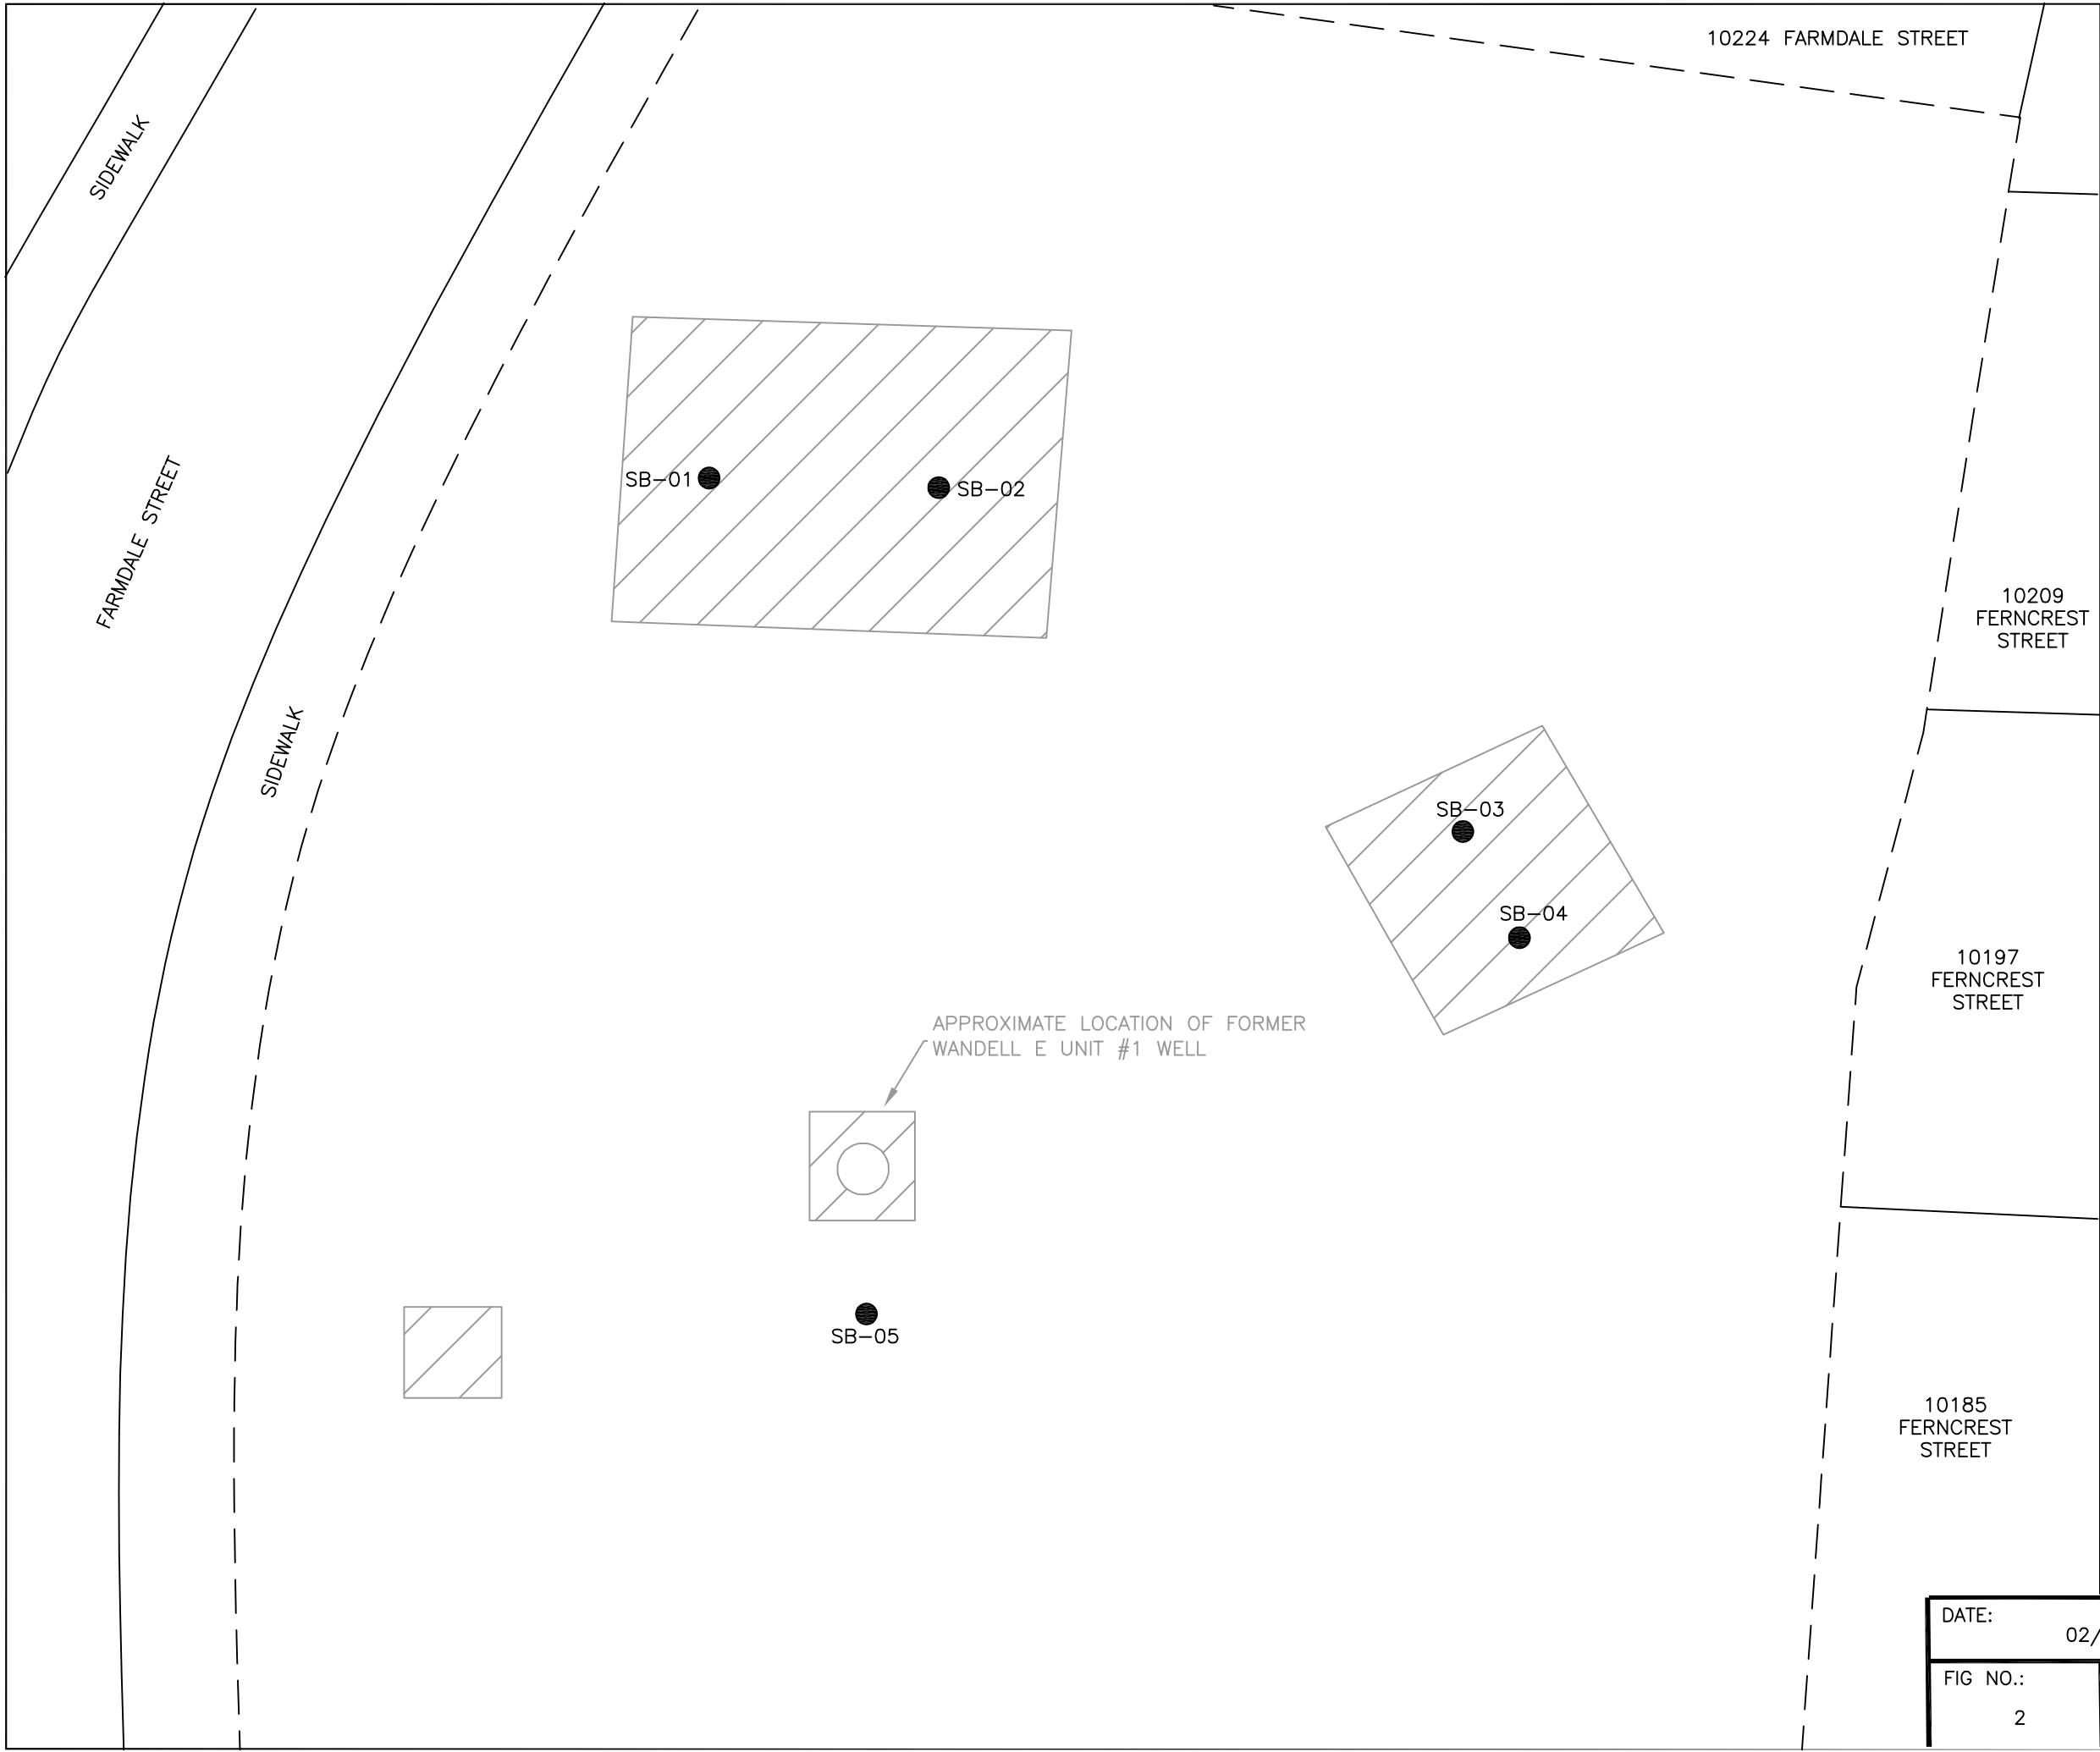 10224 FARMDALE STREET
SIDEWALK
SB-01
SB-02
FARMDALE STREET
10209
FERNCREST
STREET
SIDEWALK
SB-03
SB-04
10197
FERNCREST
STREET
APPROXIMATE LOCATION OF FORMER
WANDELL E UNIT #1 WELL
SB-05
10185
FERNCREST
STREET
DATE:
02/
FIG NO.:
2